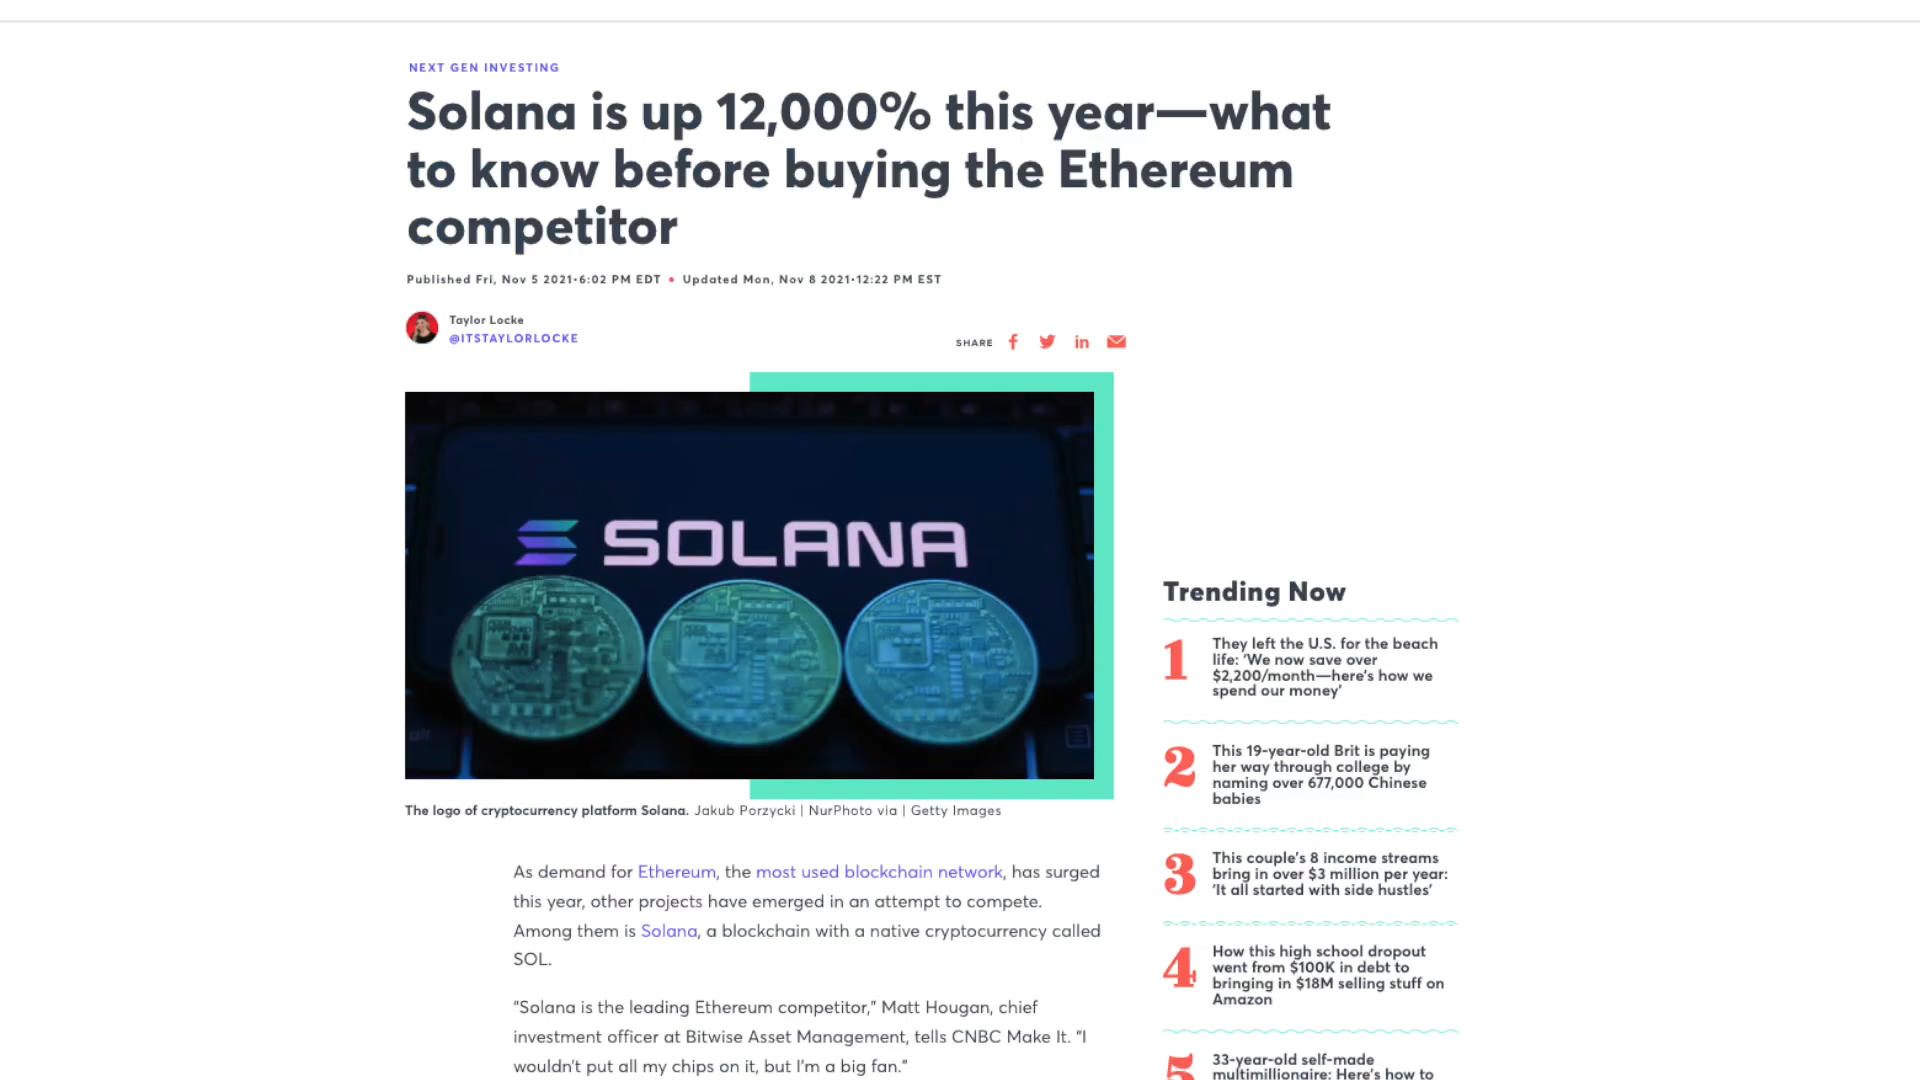 NEXT GEN INVESTING
Solana is up 12,000% this year—what
to know before buying the Ethereum
competitor
Published Fri, Nov 5 2021•6:02 PM EDT • Updated Mon, Nov 8 2021•12:22 PM EST
Taylor Locke
@ITSTAYLORLOCKE
SHARE
SOLANA
alt
The logo of cryptocurrency platform Solana. Jakub Porzycki | NurPhoto via | Getty Images
As demand for Ethereum, the most used blockchain network, has surged
this year, other projects have emerged in an attempt to compete.
Among them is Solana, a blockchain with a native cryptocurrency called
SOL.
“Solana is the leading Ethereum competitor,” Matt Hougan, chief
investment officer at Bitwise Asset Management, tells CNBC Make It. “I
wouldn’t put all my chips on it, but I’m a big fan.”
Trending Now
1
They left the U.S. for the beach
life: ‘We now save over
$2,200/month—here’s how we
spend our money’
2
This 19-year-old Brit is paying
her way through college by
naming over 677,000 Chinese
babies
3
This couple’s 8 income streams
bring in over $3 million per year:
‘It all started with side hustles’
4
How this high school dropout
went from $100K in debt to
bringing in $18M selling stuff on
Amazon
5
33-year-old self-made
multimillionaire: Here’s how to